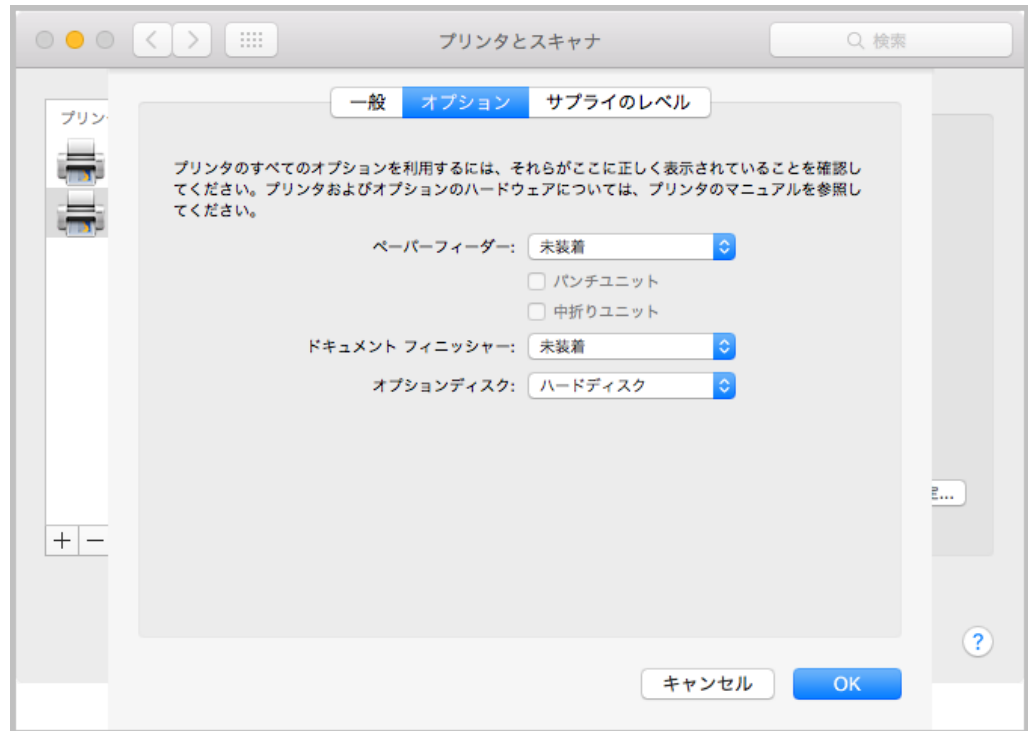 プリンタとスキャナ
検索
一般 オプション サプライのレベル
プリン
プリンタのすべてのオプションを利用するには、それらがここに正しく表示されていることを確認し
てください。プリンタおよびオプションのハードウェアについては、プリンタのマニュアルを参照し
てください。
ペーパーフィーダー: 未装着
パンチユニット
中折りユニット
ドキュメント フィニッシャー: 未装着
オプションディスク: ハードディスク
...
+ −
?
キャンセル OK